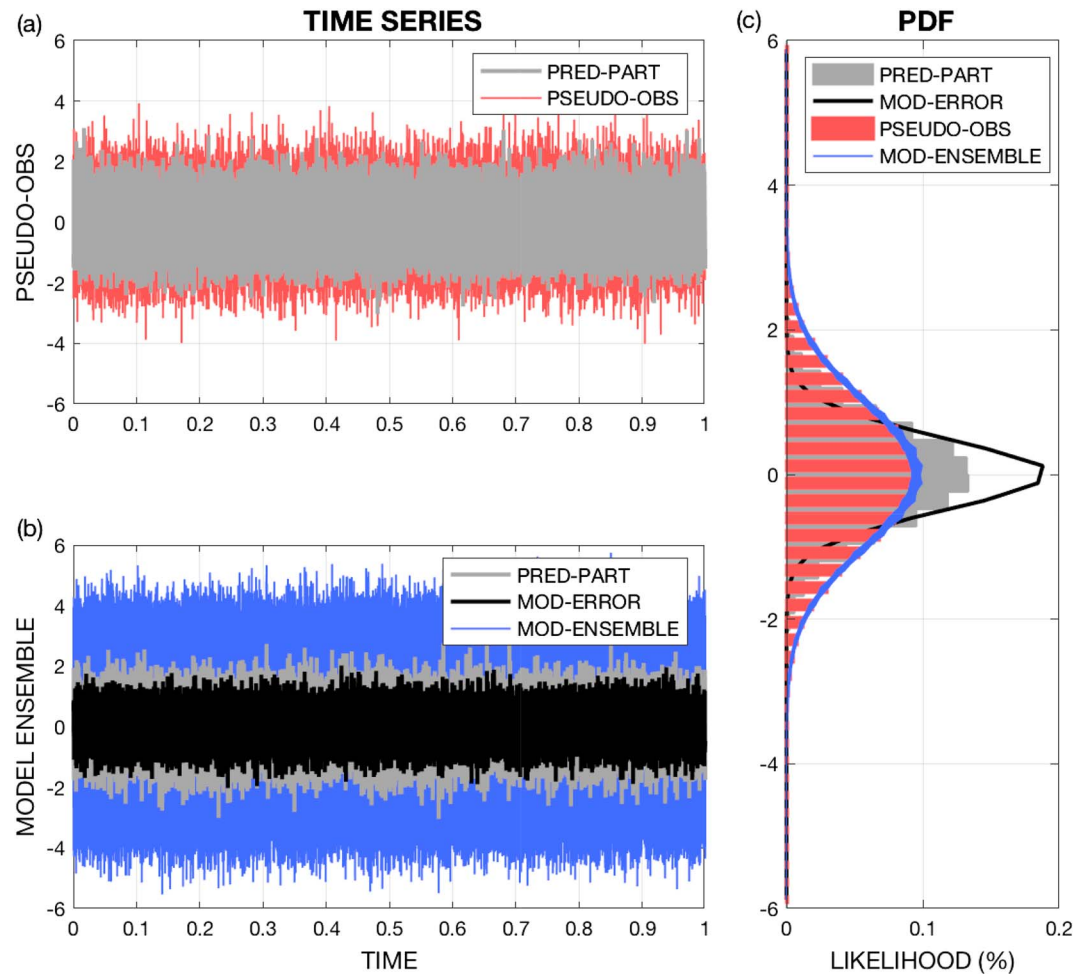 (a)
TIME SERIES
6
4
2
0
-2
-4
-6
PSEUDO-OBS
PRED-PART
PSEUDO-OBS
0 0.1 0.2 0.3 0.4 0.5 0.6 0.7 0.8 0.9 1
(b)
6
4
2
0
-2
-4
-6
MODEL ENSEMBLE
PRED-PART
MOD-ERROR
MOD-ENSEMBLE
0 0.1 0.2 0.3 0.4 0.5 0.6 0.7 0.8 0.9 1
TIME
(c)
PDF
6
4
2
0
-2
-4
-6
PRED-PART
MOD-ERROR
PSEUDO-OBS
MOD-ENSEMBLE
0 0.1 0.2
LIKELIHOOD (%)